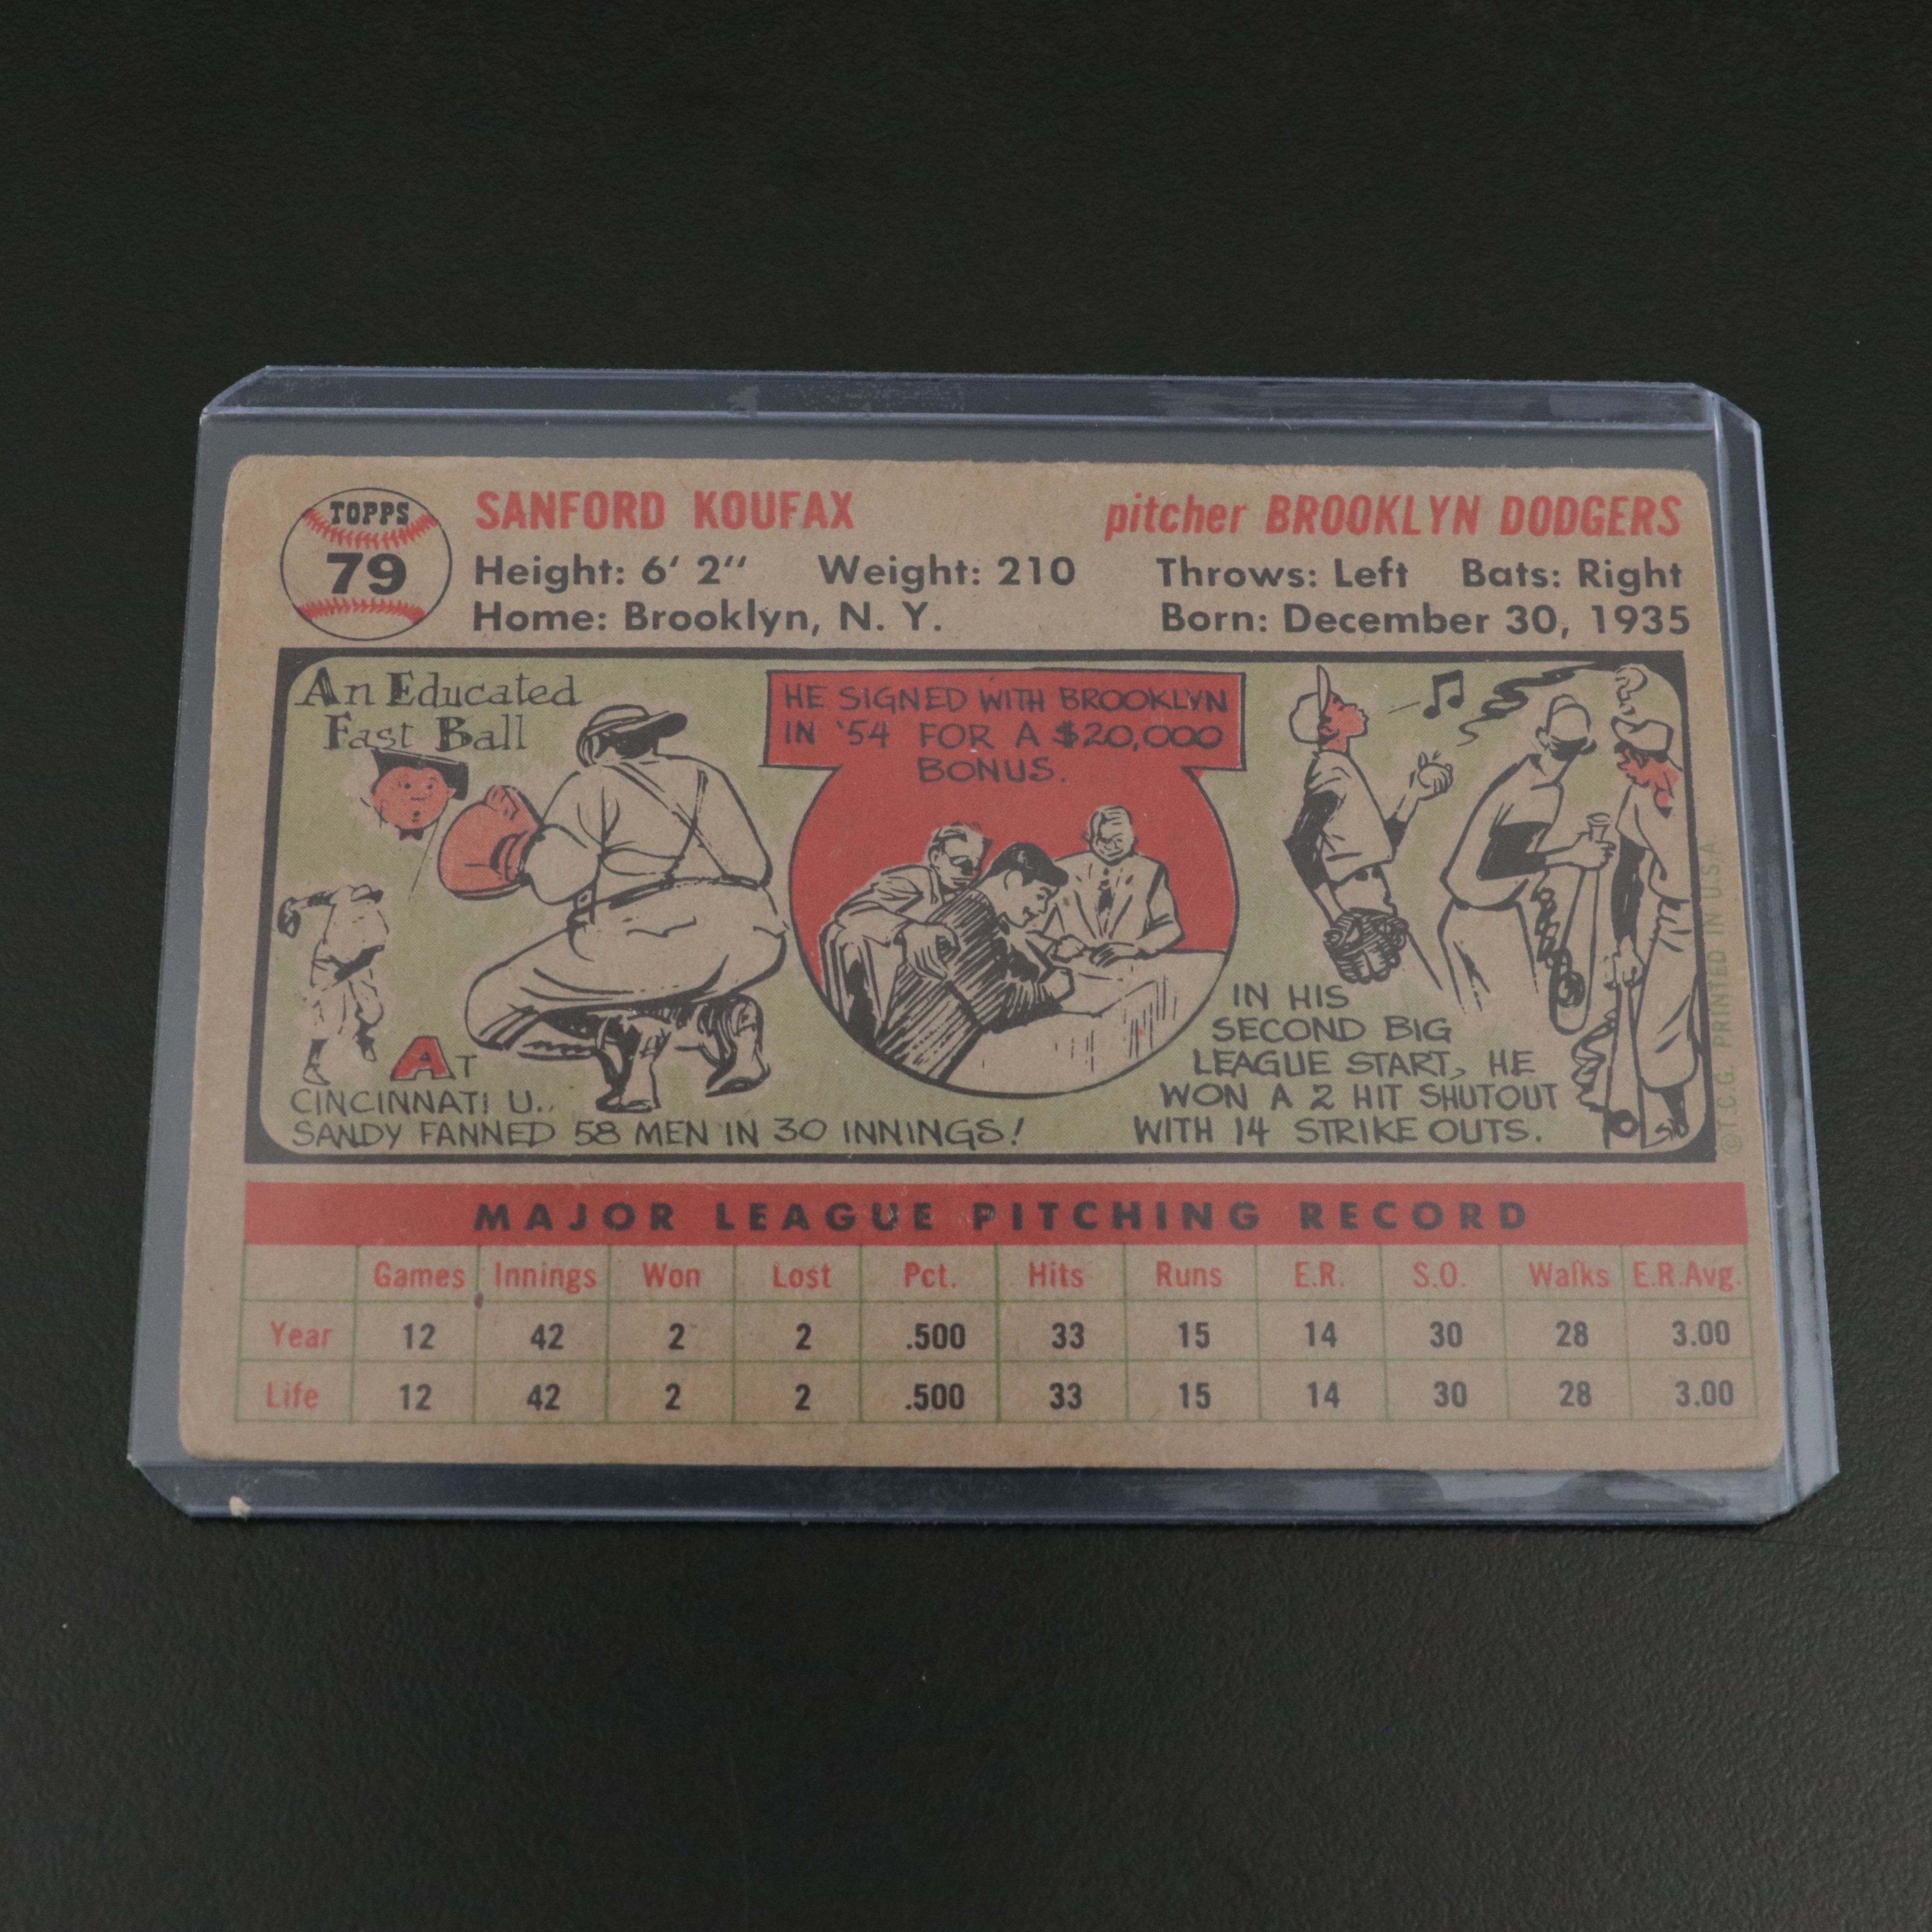 TOPPS
79
SANFORD KOUFAX
pitcher BROOKLYN DODGERS
Height: 6' 2" Weight: 210 Throws: Left Bats: Right
Home: Brooklyn, N. Y. Born: December 30, 1935
An Educated
Fast Ball
AT
CINCINNATI U.,
SANDY FANNED 58 MEN IN 30 INNINGS!
HE SIGNED WITH BROOKLYN
IN '54 FOR A $20,000
BONUS.
IN HIS
SECOND BIG
LEAGUE START, HE
WON A 2 HIT SHUTOUT
WITH 14 STRIKE OUTS.
©T.C.G. PRINTED IN U.S.A.
MAJOR LEAGUE PITCHING RECORD
Games Innings Won Lost Pct. Hits Runs E.R. S.O. Walks E.R.Avg.
Year 12 42 2 2 .500 33 15 14 30 28 3.00
Life 12 42 2 2 .500 33 15 14 30 28 3.00